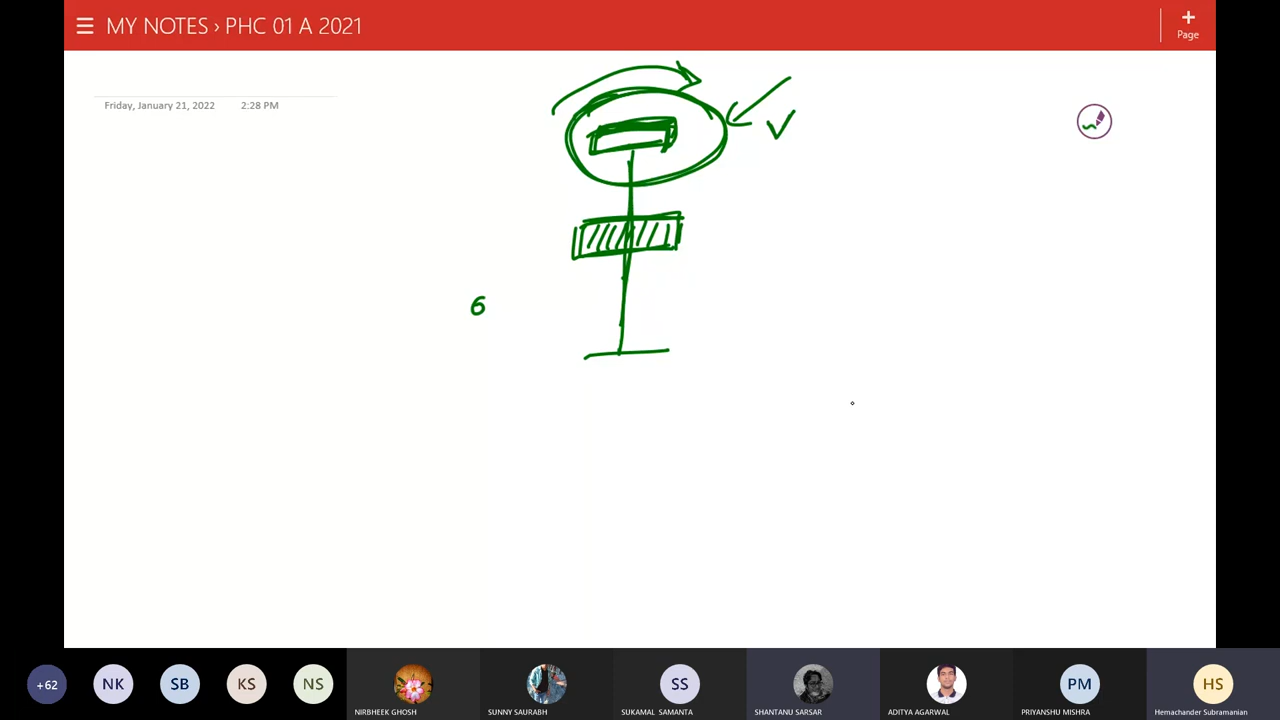 MY NOTES › PHC 01 A 2021
Page
Friday, January 21, 2022 2:28 PM
V
6
+62
NK
SB
KS
NS
SS
PM
HS
NIRBHEEK GHOSH
SUNNY SAURABH
SUKAMAL SAMANTA
SHANTANU SARSAR
ADITYA AGARWAL
PRIYANSHU MISHRA
Hemachander Subramanian